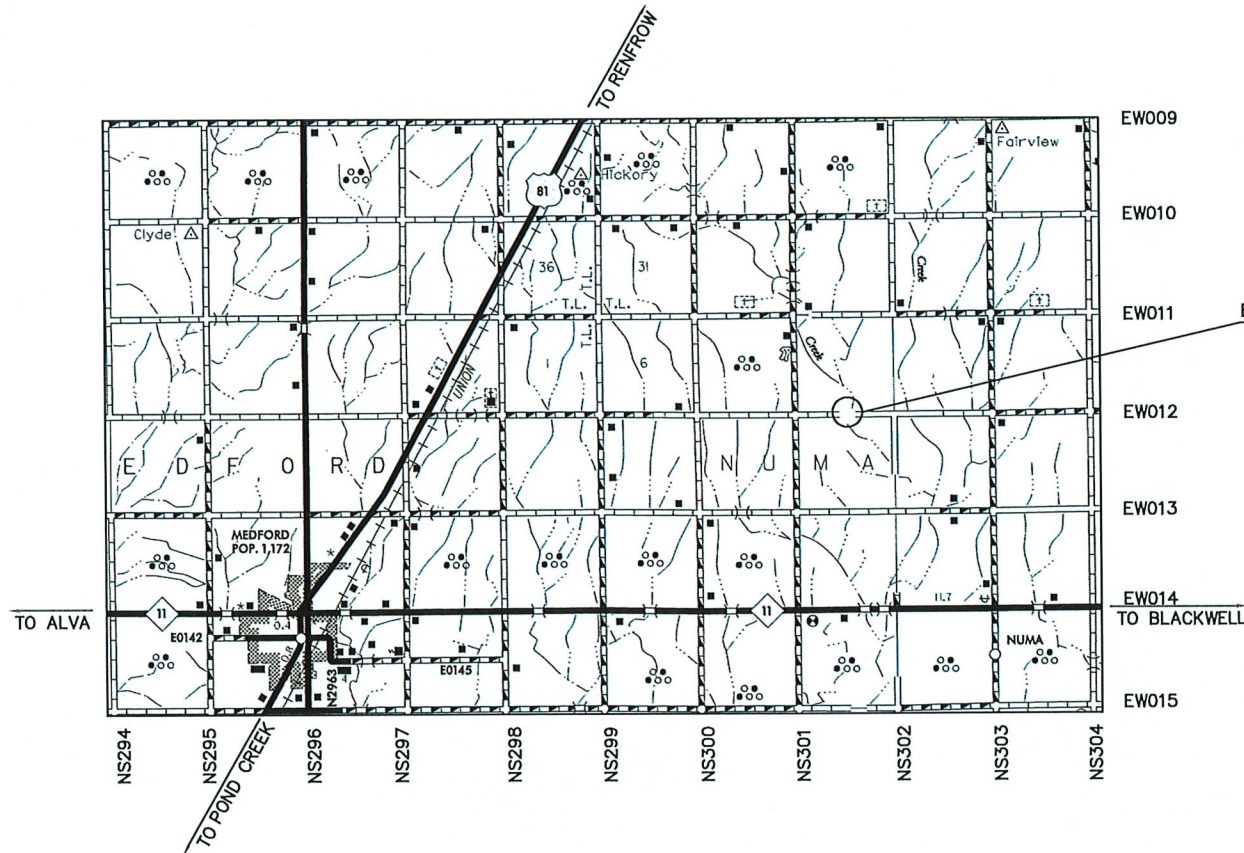 TO RENFROW
EW009
Fairview
81
Hickory
EW010
Clyde
36
31
T.L.
Creek
T.L.
T.L.
EW011
E
T.L.
UNION
1
6
Creek
EW012
E D F O R D
N U M A
EW013
MEDFORD
POP. 1,172
*
*
11
11
11.7
EW014
TO ALVA
TO BLACKWELL
0.4
E0142
NUMA
0.8
N2963
E0145
EW015
NS294
NS295
NS296
NS297
NS298
NS299
NS300
NS301
NS302
NS303
NS304
TO POND CREEK